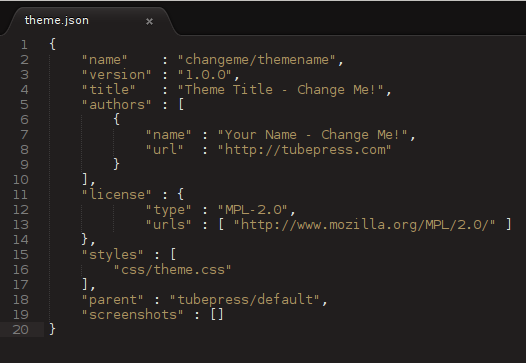 theme.json ×
1 {
2     "name"    : "changeme/themename",
3     "version" : "1.0.0",
4     "title"   : "Theme Title - Change Me!",
5     "authors" : [
6         {
7             "name" : "Your Name - Change Me!",
8             "url"  : "http://tubepress.com"
9         }
10     ],
11     "license" : {
12             "type" : "MPL-2.0",
13             "urls" : [ "http://www.mozilla.org/MPL/2.0/" ]
14     },
15     "styles" : [
16         "css/theme.css"
17     ],
18     "parent" : "tubepress/default",
19     "screenshots" : []
20 }